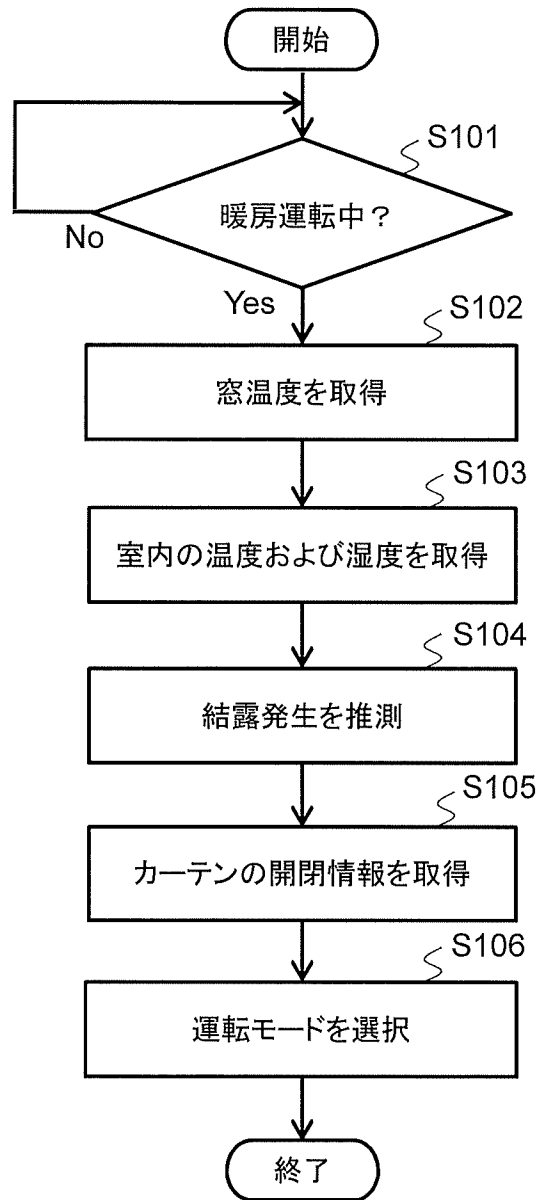 開始
S101
暖房運転中？
No
Yes
S102
窓温度を取得
S103
室内の温度および湿度を取得
S104
結露発生を推測
S105
カーテンの開閉情報を取得
S106
運転モードを選択
終了